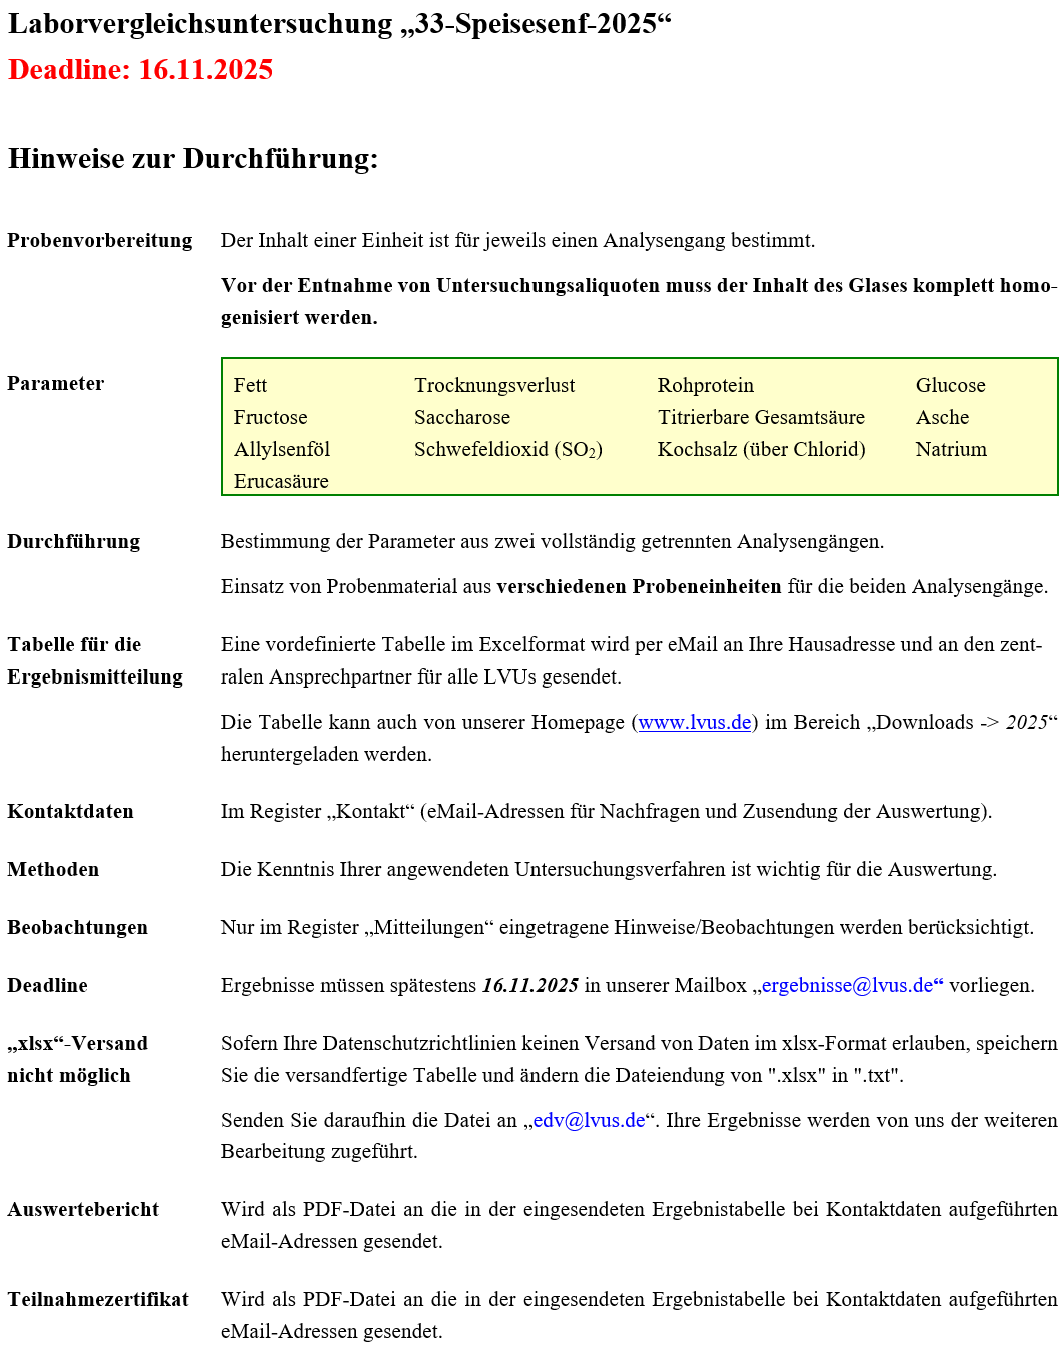 Laborvergleichsuntersuchung „33-Speisesenf-2025“
Deadline: 16.11.2025
Hinweise zur Durchführung:
Probenvorbereitung Der Inhalt einer Einheit ist für jeweils einen Analysengang bestimmt.
Vor der Entnahme von Untersuchungsaliquoten muss der Inhalt des Glases komplett homo-
genisiert werden.
Parameter Fett Trocknungsverlust Rohprotein Glucose
Fructose Saccharose Titrierbare Gesamtsäure Asche
Allylsenföl Schwefeldioxid (SO₂) Kochsalz (über Chlorid) Natrium
Erucasäure
Durchführung Bestimmung der Parameter aus zwei vollständig getrennten Analysengängen.
Einsatz von Probenmaterial aus verschiedenen Probeneinheiten für die beiden Analysengänge.
Tabelle für die Eine vordefinierte Tabelle im Excelformat wird per eMail an Ihre Hausadresse und an den zent-
Ergebnismitteilung ralen Ansprechpartner für alle LVUs gesendet.
Die Tabelle kann auch von unserer Homepage (www.lvus.de) im Bereich „Downloads -> 2025“
heruntergeladen werden.
Kontaktdaten Im Register „Kontakt“ (eMail-Adressen für Nachfragen und Zusendung der Auswertung).
Methoden Die Kenntnis Ihrer angewendeten Untersuchungsverfahren ist wichtig für die Auswertung.
Beobachtungen Nur im Register „Mitteilungen“ eingetragene Hinweise/Beobachtungen werden berücksichtigt.
Deadline Ergebnisse müssen spätestens 16.11.2025 in unserer Mailbox „ergebnisse@lvus.de“ vorliegen.
„xlsx“-Versand Sofern Ihre Datenschutzrichtlinien keinen Versand von Daten im xlsx-Format erlauben, speichern
nicht möglich Sie die versandfertige Tabelle und ändern die Dateiendung von ".xlsx" in ".txt".
Senden Sie daraufhin die Datei an „edv@lvus.de“. Ihre Ergebnisse werden von uns der weiteren
Bearbeitung zugeführt.
Auswertebericht Wird als PDF-Datei an die in der eingesendeten Ergebnistabelle bei Kontaktdaten aufgeführten
eMail-Adressen gesendet.
Teilnahmezertifikat Wird als PDF-Datei an die in der eingesendeten Ergebnistabelle bei Kontaktdaten aufgeführten
eMail-Adressen gesendet.